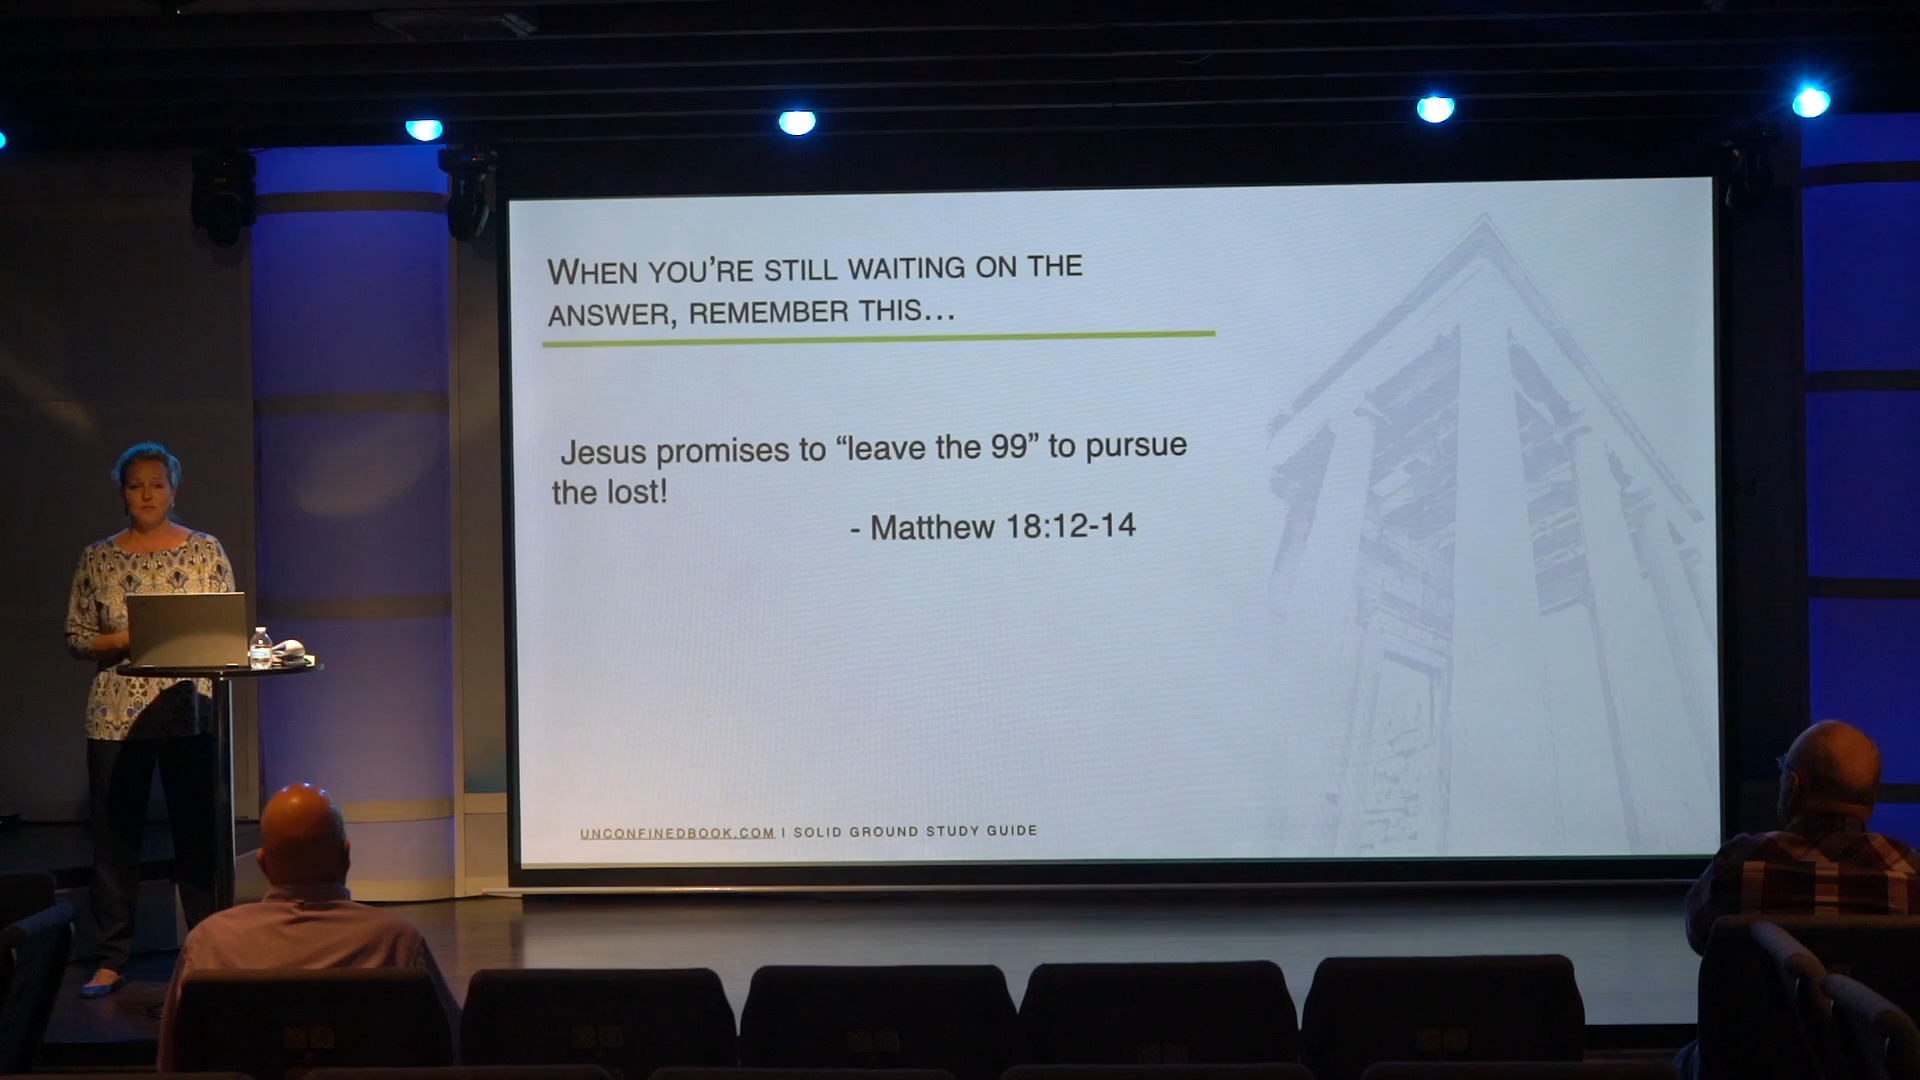 WHEN YOU’RE STILL WAITING ON THE
ANSWER, REMEMBER THIS…
Jesus promises to “leave the 99” to pursue
the lost!
- Matthew 18:12-14
UNCONFINEDBOOK.COM | SOLID GROUND STUDY GUIDE